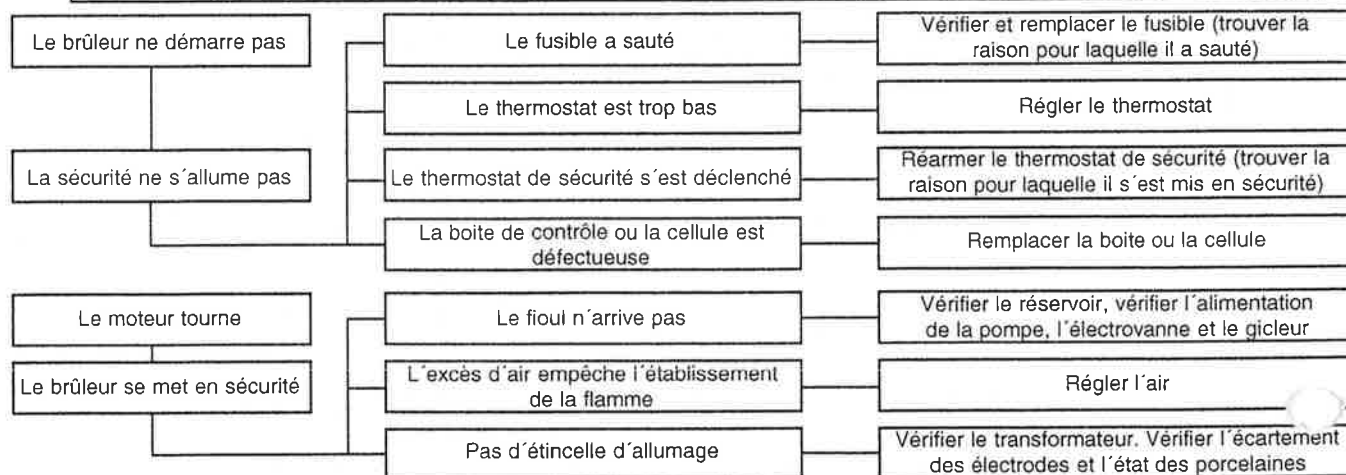 Le brûleur ne démarre pas
Le fusible a sauté
Vérifier et remplacer le fusible (trouver la
raison pour laquelle il a sauté)
Le thermostat est trop bas
Régler le thermostat
La sécurité ne s´allume pas
Le thermostat de sécurité s´est déclenché
Réarmer le thermostat de sécurité (trouver la
raison pour laquelle il s´est mis en sécurité)
La boite de contrôle ou la cellule est
défectueuse
Remplacer la boite ou la cellule
Le moteur tourne
Le fioul n´arrive pas
Vérifier le réservoir, vérifier l´alimentation
de la pompe, l´électrovanne et le gicleur
Le brûleur se met en sécurité
L´excès d´air empêche l´établissement
de la flamme
Régler l´air
Pas d´étincelle d´allumage
Vérifier le transformateur. Vérifier l´écartement
des électrodes et l´état des porcelaines